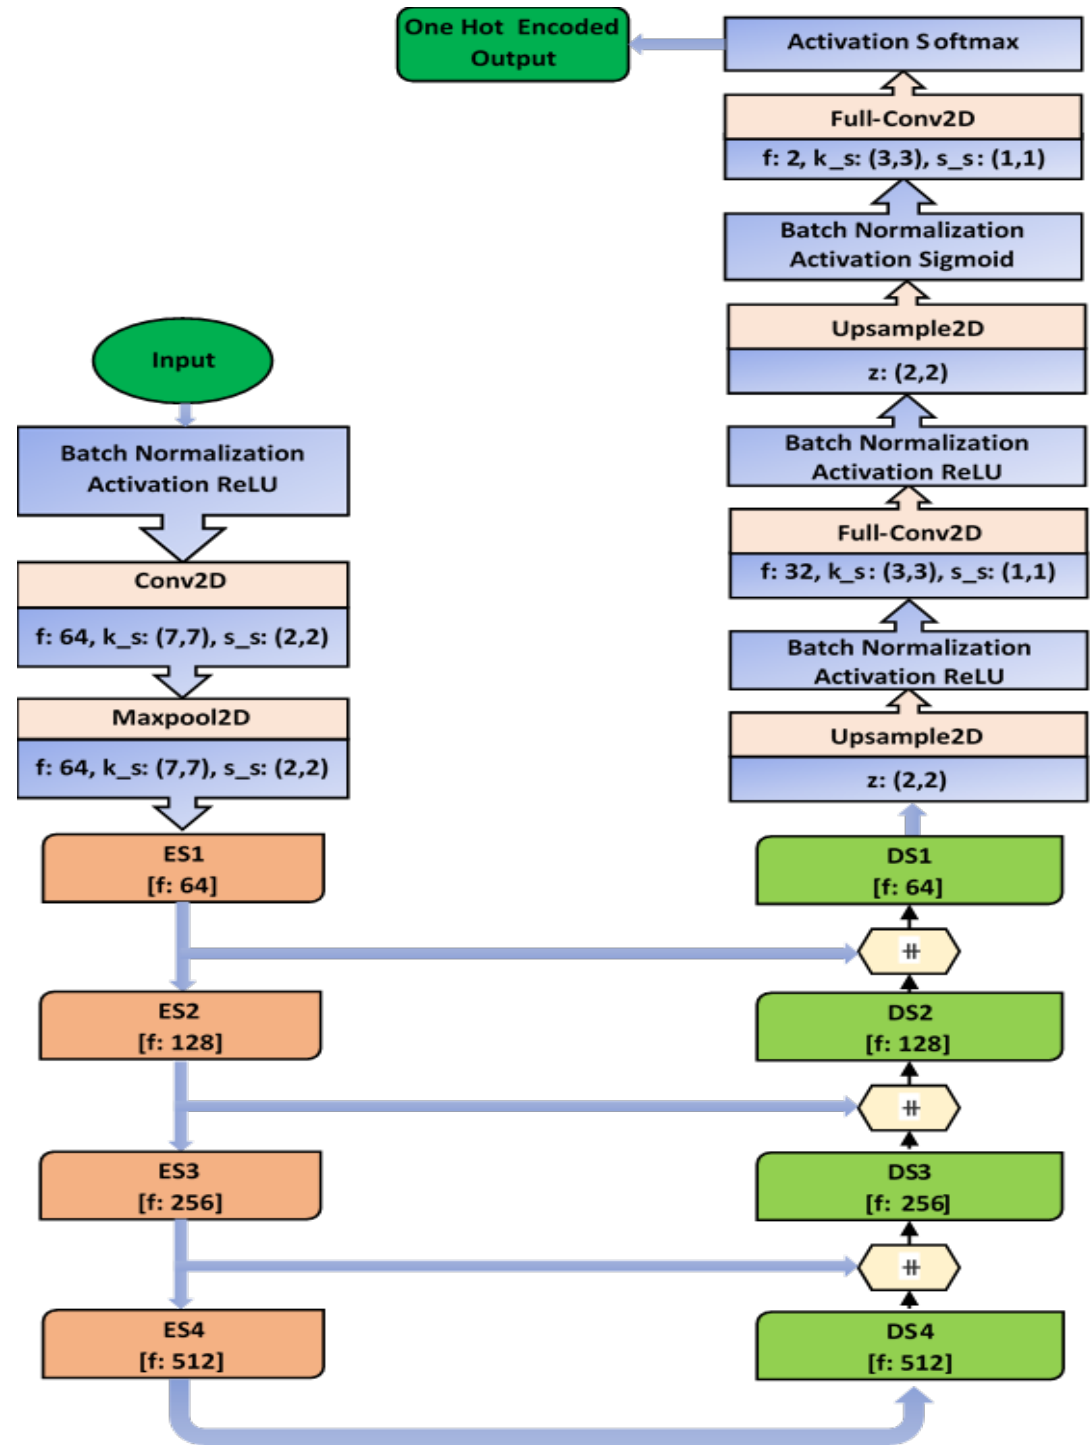 Input
Batch Normalization
Activation ReLU
Conv2D
f: 64, k_s: (7,7), s_s: (2,2)
Maxpool2D
f: 64, k_s: (7,7), s_s: (2,2)
ES1
[f: 64]
ES2
[f: 128]
ES3
[f: 256]
ES4
[f: 512]
DS4
[f: 512]
⧺
DS3
[f: 256]
⧺
DS2
[f: 128]
⧺
DS1
[f: 64]
Upsample2D
z: (2,2)
Batch Normalization
Activation ReLU
Full-Conv2D
f: 32, k_s: (3,3), s_s: (1,1)
Batch Normalization
Activation ReLU
Upsample2D
z: (2,2)
Batch Normalization
Activation Sigmoid
Full-Conv2D
f: 2, k_s: (3,3), s_s: (1,1)
Activation Softmax
One Hot Encoded
Output